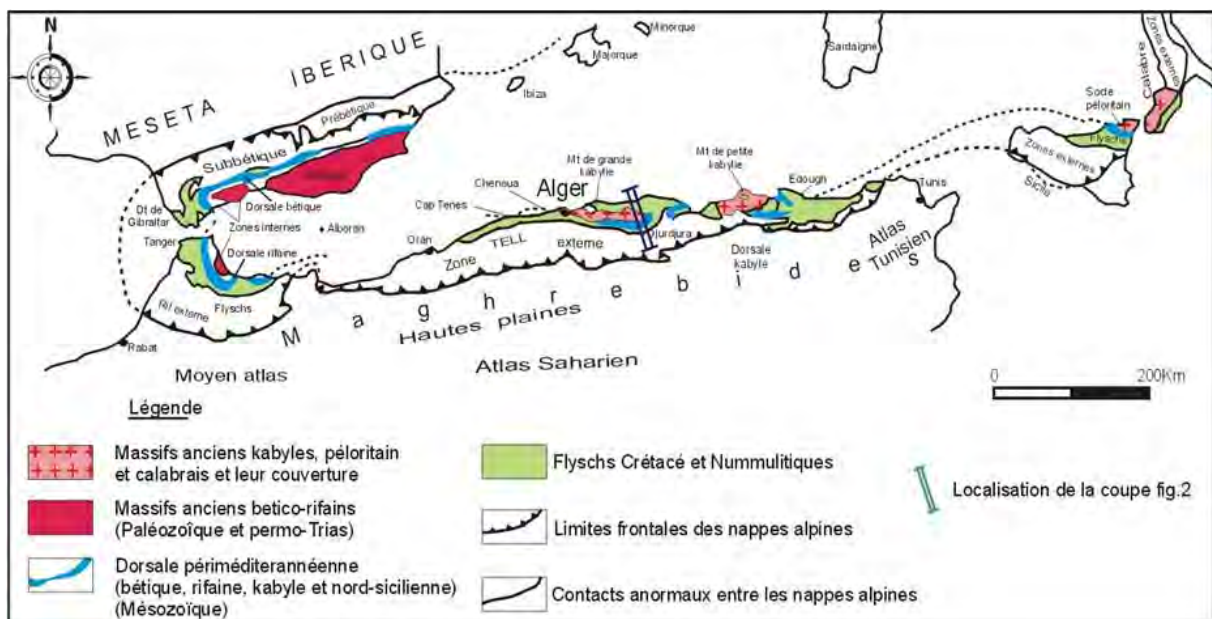 N
MESETA
IBERIQUE
Prébétique
Subbétique
Dt de
Gibraltar
Dorsale bétique
Zones internes
Alboran
Tanger
Dorsale rifaine
Flyschs
Rif externe
Rabat
Moyen atlas
Ibiza
Majorque
Minorque
Sardaigne
Oran
Cap Tenes
Chenoua
Alger
Mt de grande
kabylie
Mt de petite
kabylie
Edough
Tunis
Djurdjura
Dorsale
kabyle
TELL
Zone
externe
Maghrebides
Hautes plaines
Atlas Saharien
Atlas
Tunisien
Socle
péloritain
Flyschs
Zones externes
Sicile
Calabrie
Zones externes
0
200Km
Légende
Massifs anciens kabyles, péloritain
et calabrais et leur couverture
Massifs anciens betico-rifains
(Paléozoîque et permo-Trias)
Dorsale périméditerannéenne
(bétique, rifaine, kabyle et nord-sicilienne)
(Mésozoïque)
Flyschs Crétacé et Nummulitiques
Limites frontales des nappes alpines
Contacts anormaux entre les nappes alpines
Localisation de la coupe fig.2